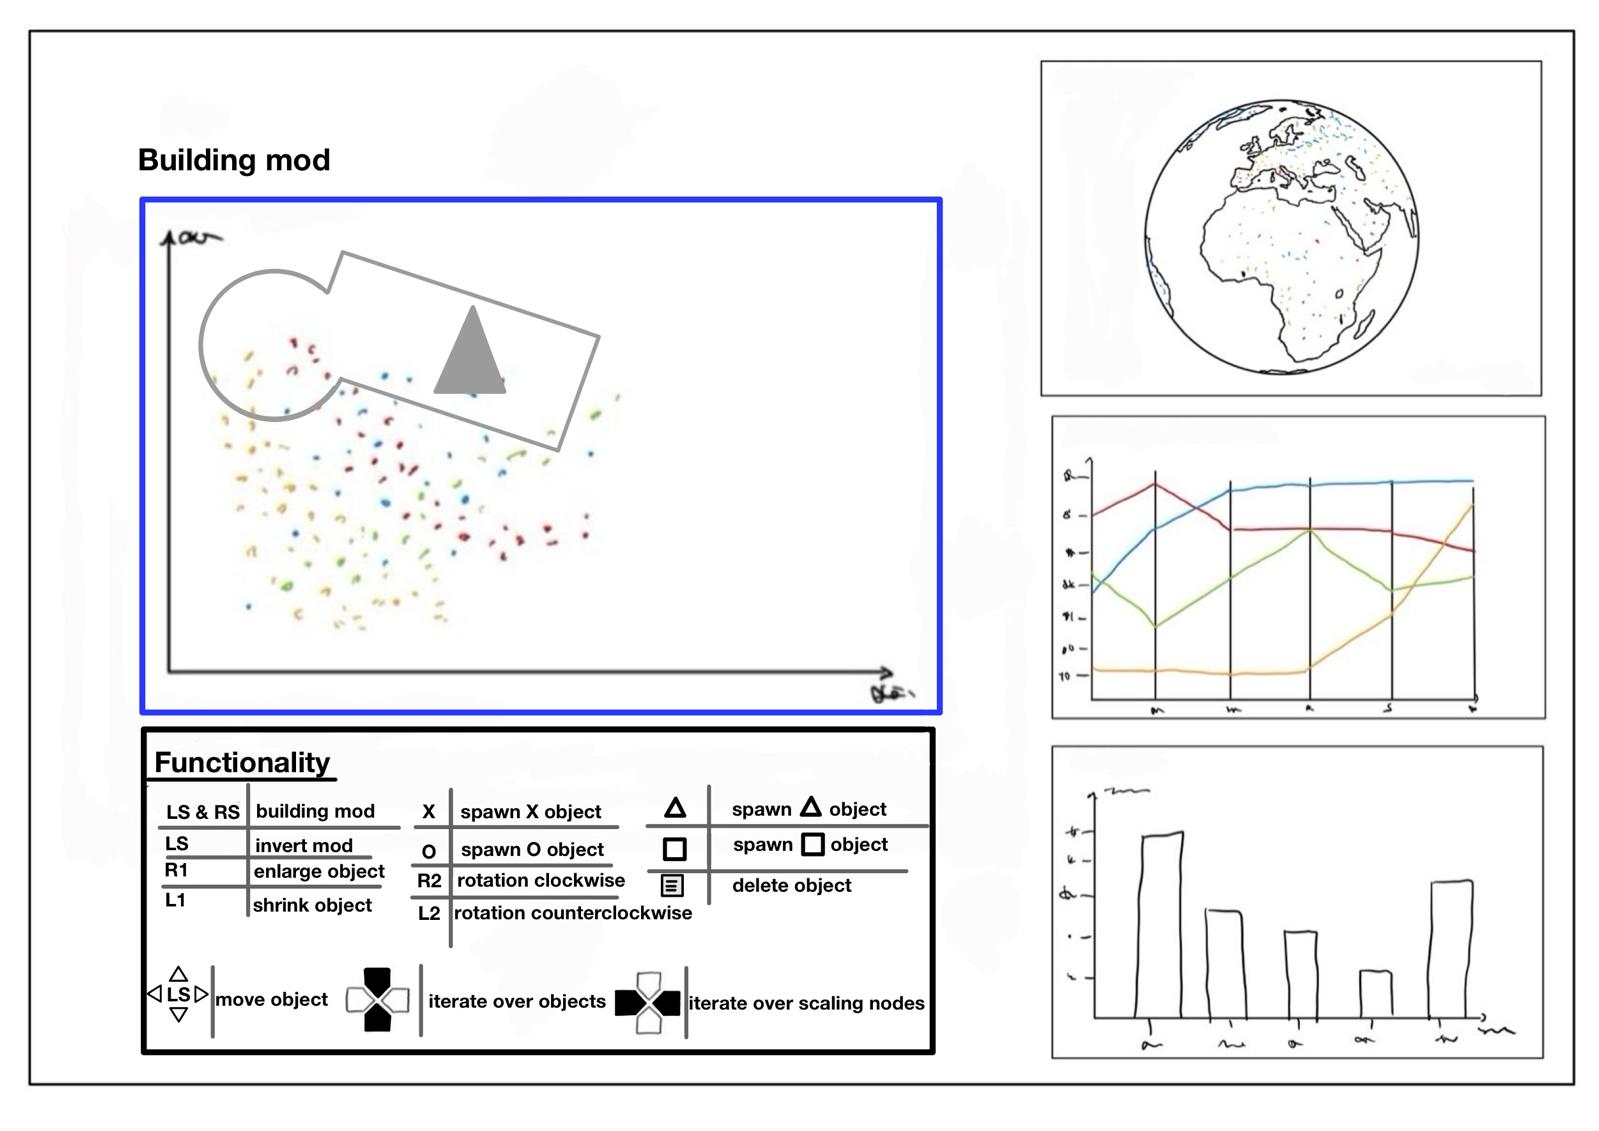 Building mod
Functionality
LS & RS building mod
LS invert mod
R1 enlarge object
L1 shrink object
X spawn X object
O spawn O object
R2 rotation clockwise
L2 rotation counterclockwise
△ spawn △ object
□ spawn □ object
delete object
LS move object
iterate over objects
iterate over scaling nodes